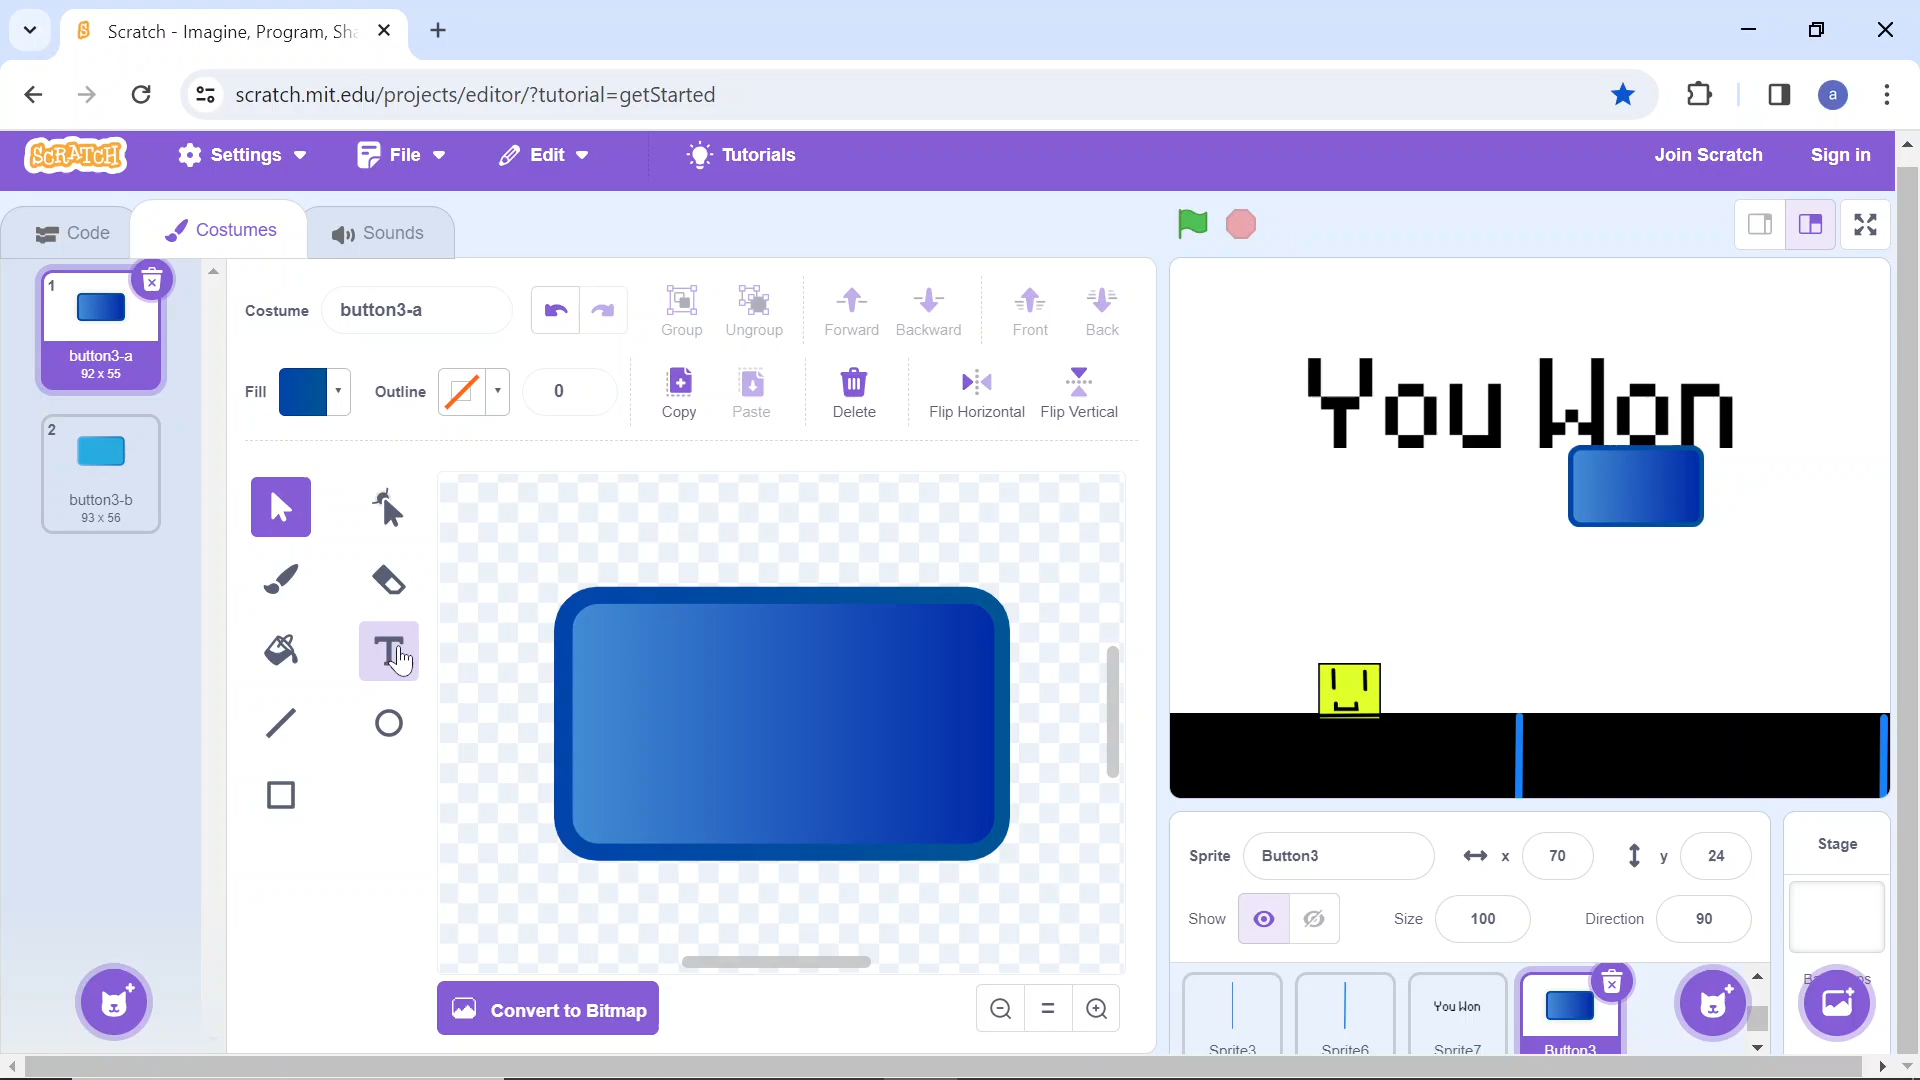 Scratch - Imagine, Program, Sha
scratch.mit.edu/projects/editor/?tutorial=getStarted
a
SCRATCH
Settings
File
Edit
Tutorials
Join Scratch
Sign in
Code
Costumes
Sounds
1
button3-a
92 x 55
2
button3-b
93 x 56
Costume
button3-a
Group
Ungroup
Forward
Backward
Front
Back
Fill
Outline
0
Copy
Paste
Delete
Flip Horizontal
Flip Vertical
T
Convert to Bitmap
You Won
Sprite
Button3
x
70
y
24
Show
Size
100
Direction
90
Stage
Sprite3
Sprite6
You Won
Sprite7
Button3